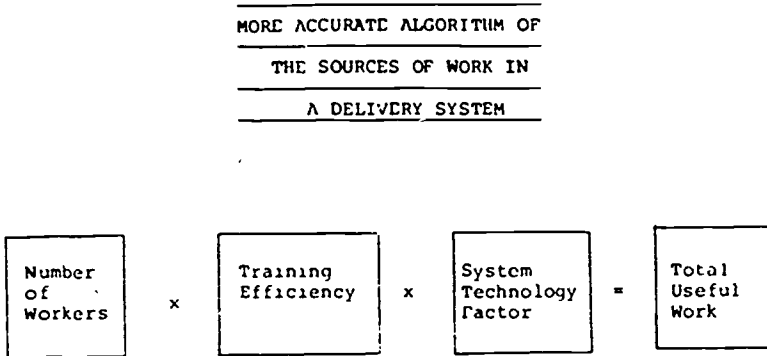 MORE ACCURATE ALGORITHM OF
THE SOURCES OF WORK IN
A DELIVERY SYSTEM
Number of Workers x Training Efficiency x System Technology Factor = Total Useful Work